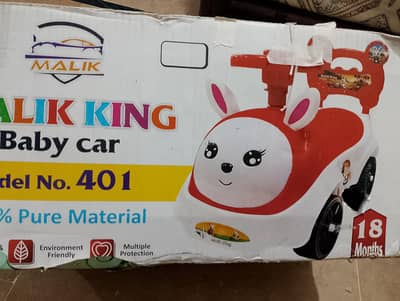 MALIK
ALIK KING
Baby car
del No. 401
% Pure Material
Environment
Friendly
Multiple
Protection
18
Months